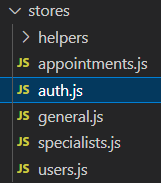 stores
helpers
JS appointments.js
JS auth.js
JS general.js
JS specialists.js
JS users.js